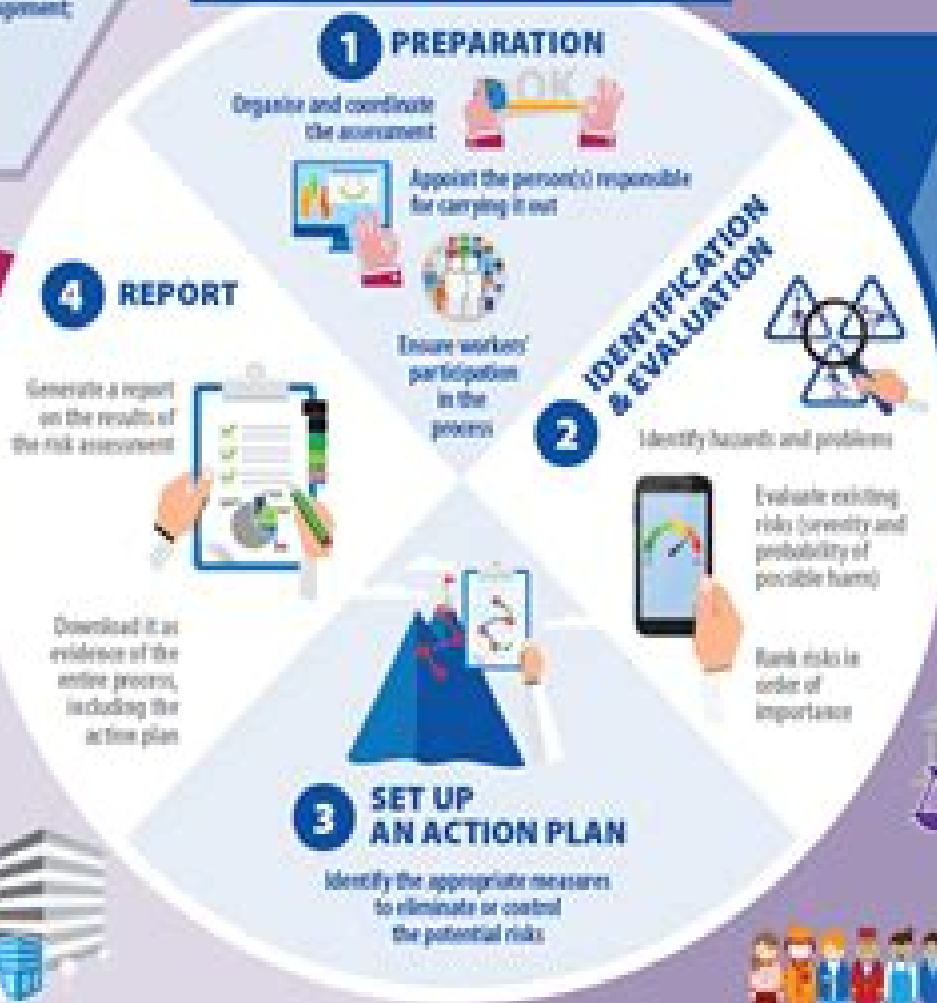 1 PREPARATION
Organise and coordinate
the assessment
OK
Appoint the person(s) responsible
for carrying it out
Ensure workers'
participation
in the
process
2 IDENTIFICATION
& EVALUATION
Identify hazards and problems
Evaluate existing
risks (severity and
probability of
possible harm)
Rank risks in
order of
importance
3 SET UP
AN ACTION PLAN
Identify the appropriate measures
to eliminate or control
the potential risks
4 REPORT
Generate a report
on the results of
the risk assessment
Download it as
evidence of the
entire process,
including the
action plan